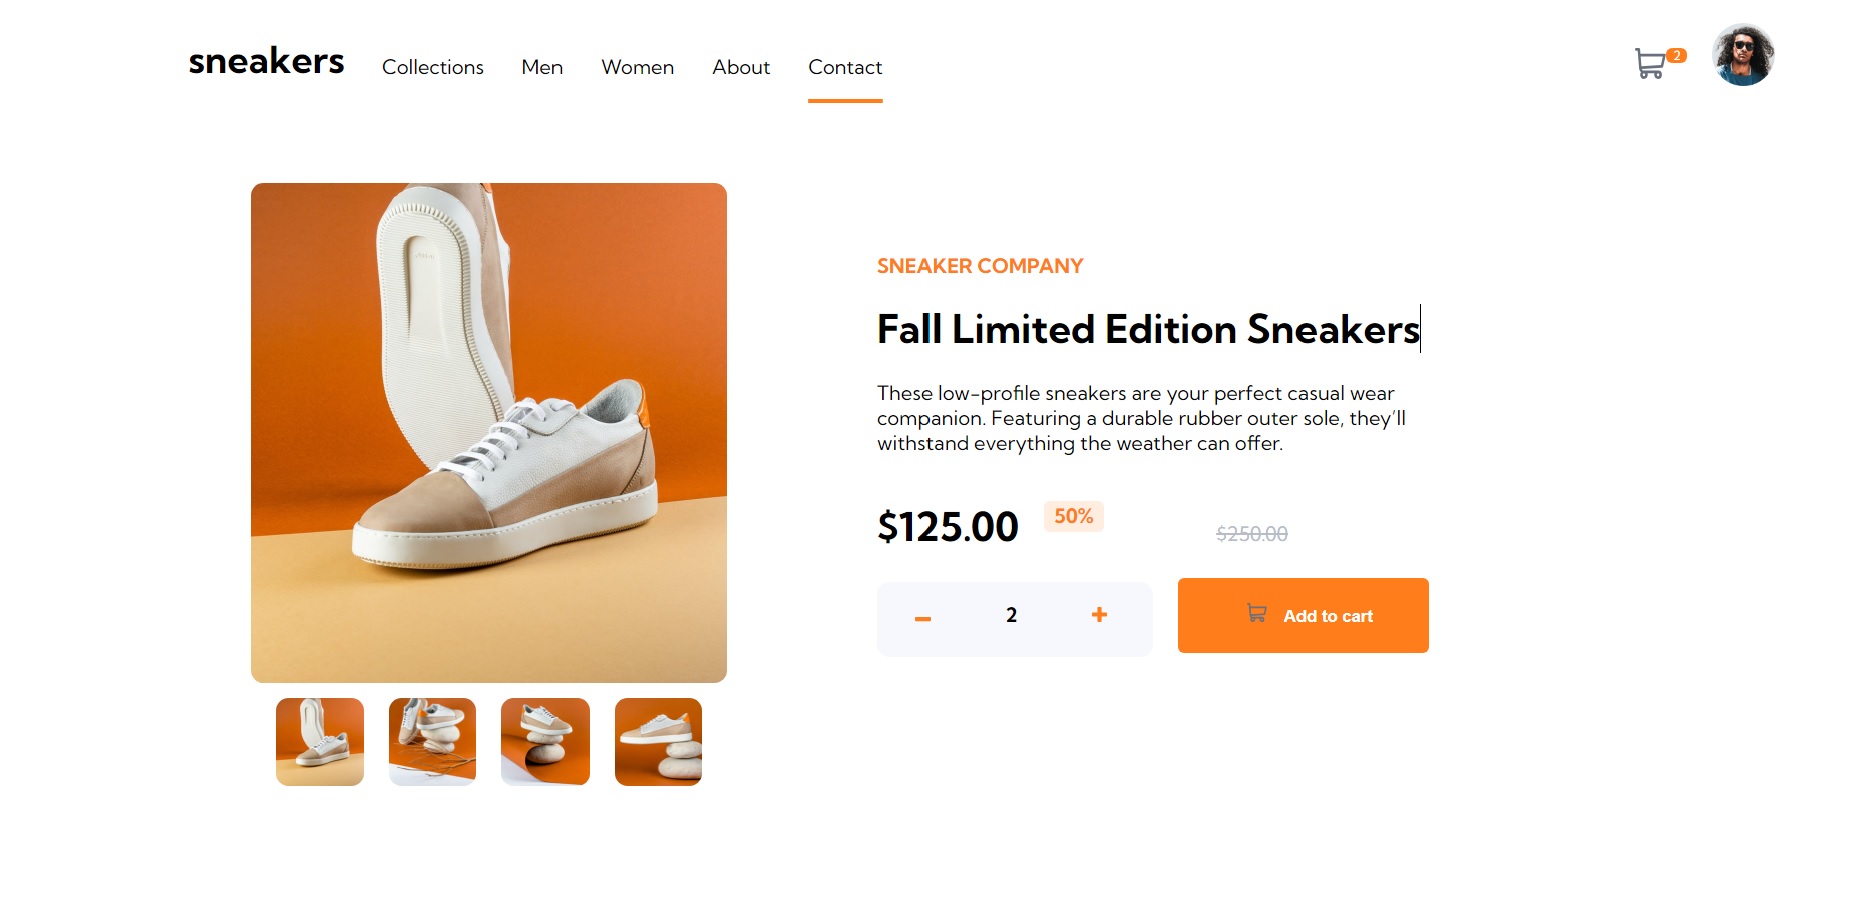 sneakers
Collections
Men
Women
About
Contact
2
SNEAKER COMPANY
Fall Limited Edition Sneakers
These low-profile sneakers are your perfect casual wear
companion. Featuring a durable rubber outer sole, they’ll
withstand everything the weather can offer.
$125.00
50%
$250.00
2
Add to cart